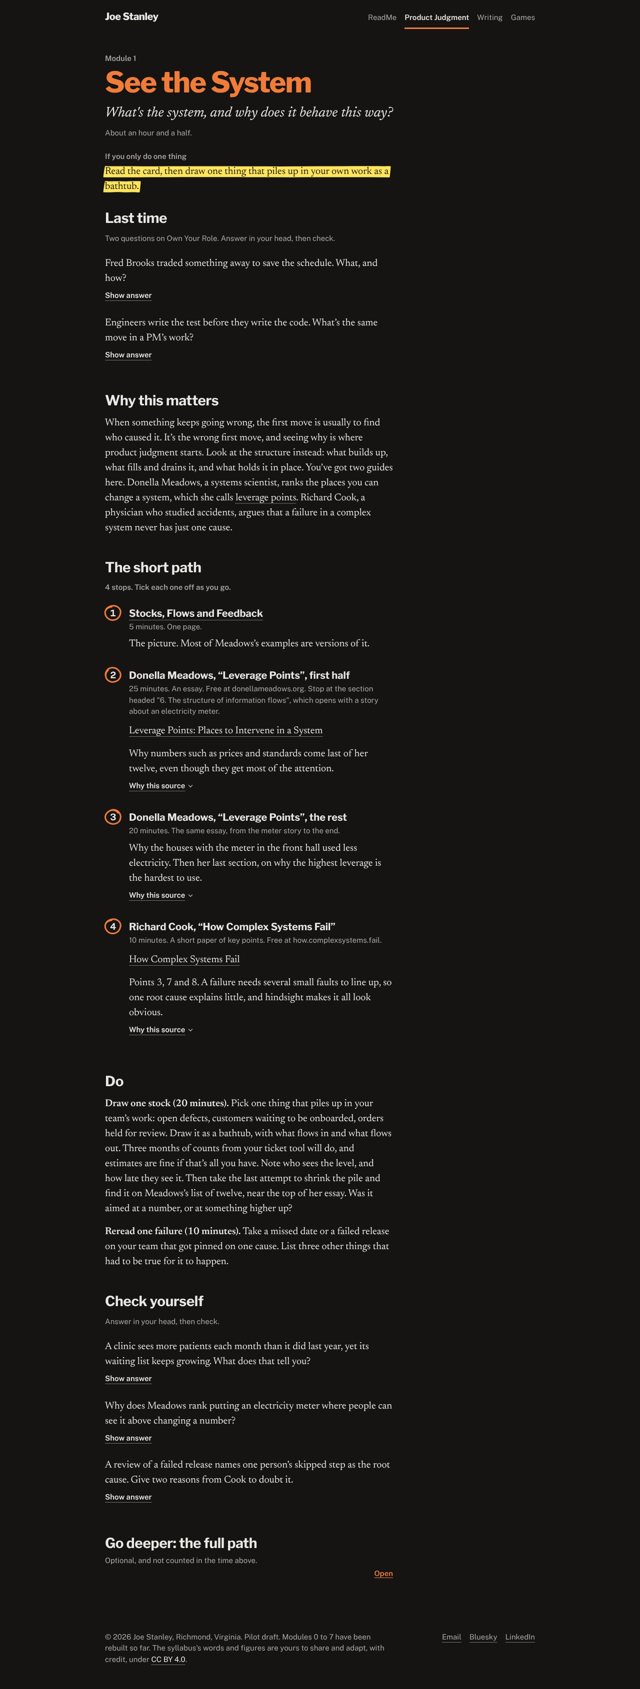 Joe Stanley
ReadMe Product Judgment Writing Games
Module 1
See the System
What's the system, and why does it behave this way?
About an hour and a half.
If you only do one thing
Read the card, then draw one thing that piles up in your own work as a
bathtub.
Last time
Two questions on Own Your Role. Answer in your head, then check.
Fred Brooks traded something away to save the schedule. What, and
how?
Show answer
Engineers write the test before they write the code. What's the same
move in a PM's work?
Show answer
Why this matters
When something keeps going wrong, the first move is usually to find
who caused it. It's the wrong first move, and seeing why is where
product judgment starts. Look at the structure instead: what builds up,
what fills and drains it, and what holds it in place. You've got two guides
here. Donella Meadows, a systems scientist, ranks the places you can
change a system, which she calls leverage points. Richard Cook, a
physician who studied accidents, argues that a failure in a complex
system never has just one cause.
The short path
4 stops. Tick each one off as you go.
1 Stocks, Flows and Feedback
5 minutes. One page.
The picture. Most of Meadows's examples are versions of it.
2 Donella Meadows, “Leverage Points”, first half
25 minutes. An essay. Free at donellameadows.org. Stop at the section
headed "6. The structure of information flows", which opens with a story
about an electricity meter.
Leverage Points: Places to Intervene in a System
Why numbers such as prices and standards come last of her
twelve, even though they get most of the attention.
Why this source
3 Donella Meadows, “Leverage Points”, the rest
20 minutes. The same essay, from the meter story to the end.
Why the houses with the meter in the front hall used less
electricity. Then her last section, on why the highest leverage is
the hardest to use.
Why this source
4 Richard Cook, “How Complex Systems Fail”
10 minutes. A short paper of key points. Free at how.complexsystems.fail.
How Complex Systems Fail
Points 3, 7 and 8. A failure needs several small faults to line up, so
one root cause explains little, and hindsight makes it all look
obvious.
Why this source
Do
Draw one stock (20 minutes). Pick one thing that piles up in your
team's work: open defects, customers waiting to be onboarded, orders
held for review. Draw it as a bathtub, with what flows in and what flows
out. Three months of counts from your ticket tool will do, and
estimates are fine if that's all you have. Note who sees the level, and
how late they see it. Then take the last attempt to shrink the pile and
find it on Meadows's list of twelve, near the top of her essay. Was it
aimed at a number, or at something higher up?
Reread one failure (10 minutes). Take a missed date or a failed release
on your team that got pinned on one cause. List three other things that
had to be true for it to happen.
Check yourself
Answer in your head, then check.
A clinic sees more patients each month than it did last year, yet its
waiting list keeps growing. What does that tell you?
Show answer
Why does Meadows rank putting an electricity meter where people can
see it above changing a number?
Show answer
A review of a failed release names one person's skipped step as the root
cause. Give two reasons from Cook to doubt it.
Show answer
Go deeper: the full path
Optional, and not counted in the time above.
Open
© 2026 Joe Stanley, Richmond, Virginia. Pilot draft. Modules 0 to 7 have been
rebuilt so far. The syllabus's words and figures are yours to share and adapt, with
credit, under CC BY 4.0.
Email Bluesky LinkedIn